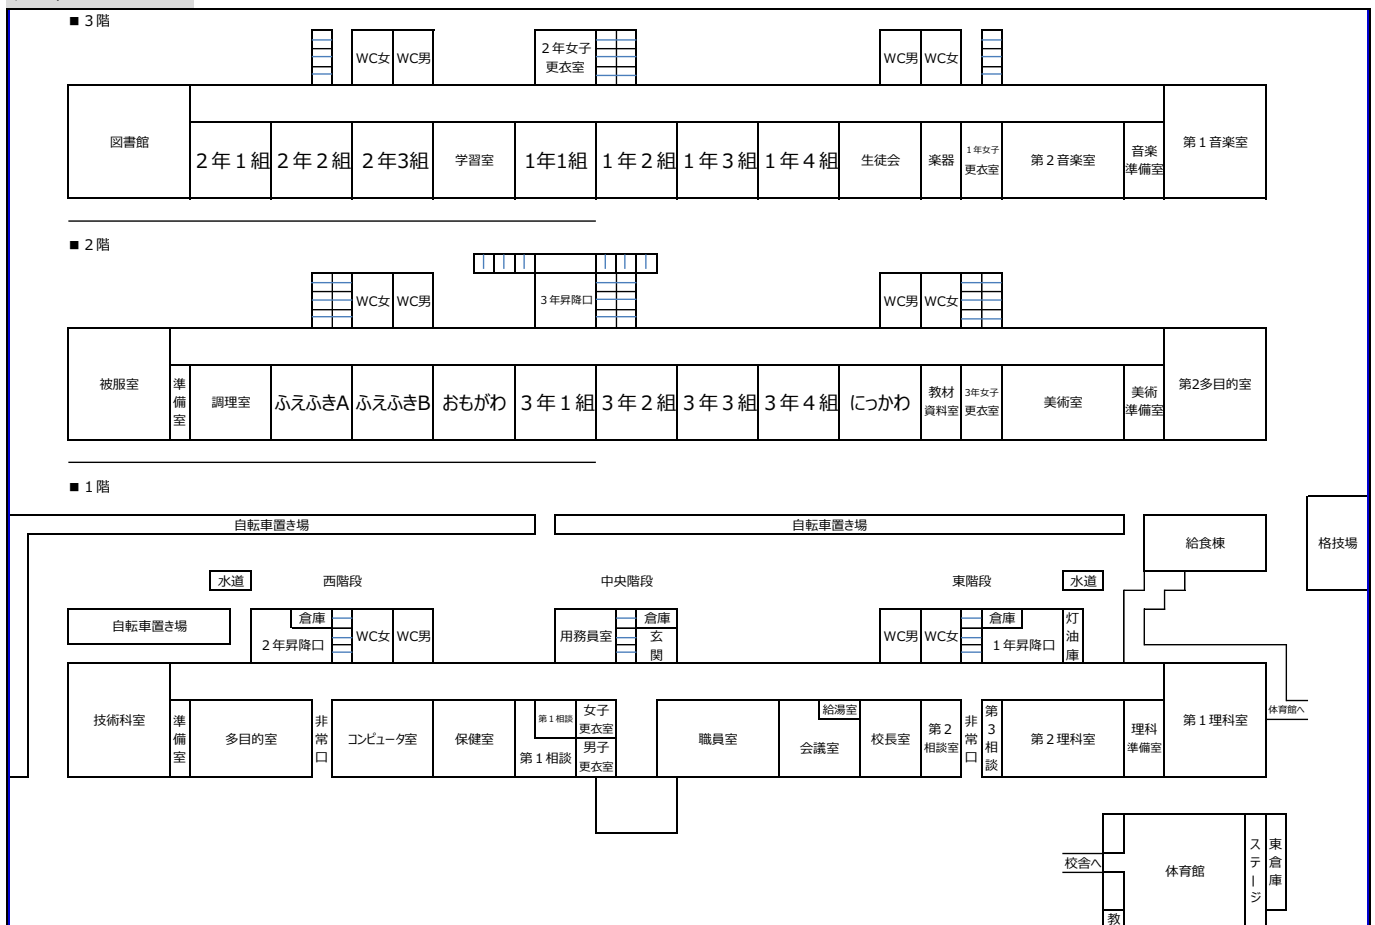 ■３階
WC女 WC男 ２年女子 WC男 WC女
更衣室
図書館 ２年１組 ２年２組 ２年3組 学習室 1年1組 １年２組 １年３組 １年４組 生徒会 楽器 １年女子 第２音楽室 音楽 第１音楽室
更衣室 準備室
■２階
WC女 WC男 ３年昇降口 WC男 WC女
被服室 準備室 調理室 ふえふきA ふえふきB おもがわ ３年１組 ３年２組 ３年３組 ３年４組 にっかわ 教材 3年女子 美術室 美術 第2多目的室
資料室 更衣室 準備室
■１階
自転車置き場 自転車置き場 給食棟 格技場
水道 西階段 中央階段 東階段 水道
自転車置き場 倉庫 倉庫 倉庫 灯油庫
２年昇降口 WC女 WC男 用務員室 玄関 WC男 WC女 １年昇降口
技術科室 準備室 多目的室 非常口 コンピュータ室 保健室 第１相談 女子 職員室 給湯室 校長室 第２ 非常口 第３相談 第２理科室 理科 第１理科室 体育館へ
更衣室 会議室 相談室 準備室
第１相談 男子
更衣室
校舎へ 体育館 ステージ 東倉庫
教